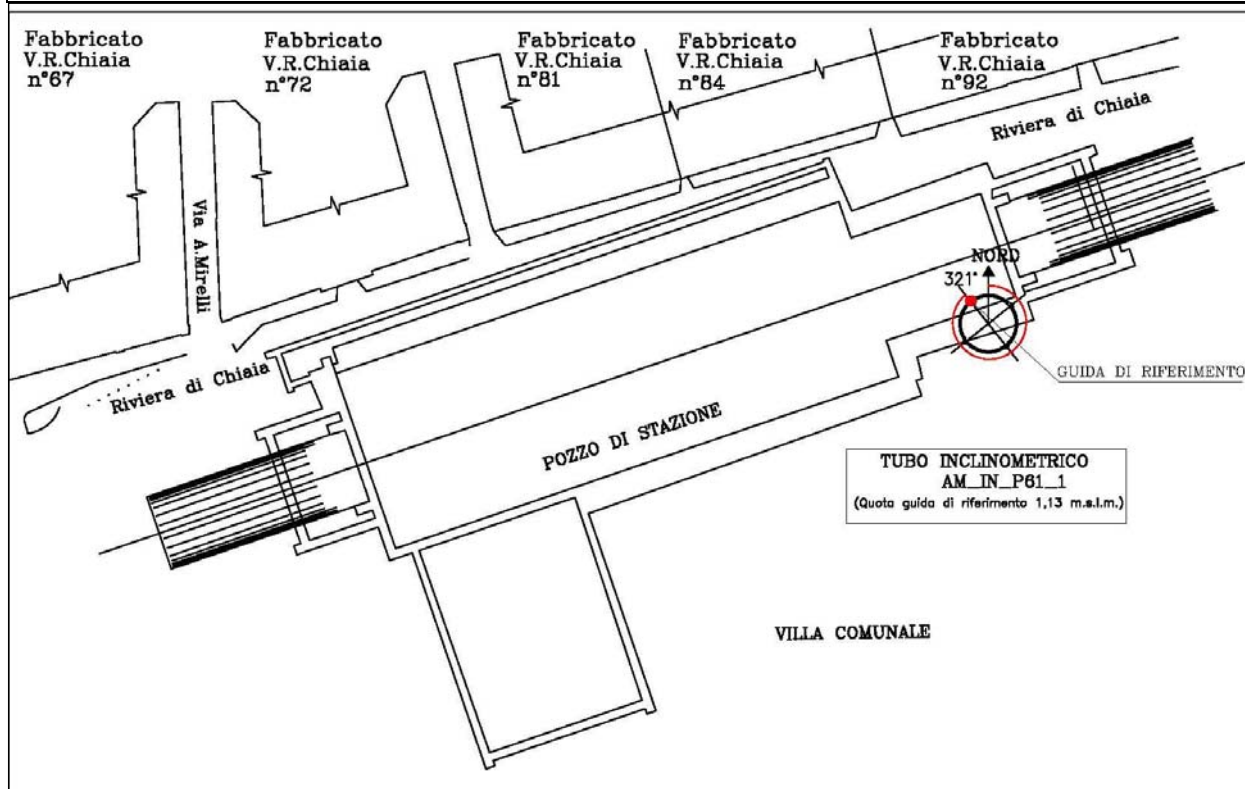 Fabbricato
V.R.Chiaia
n°67
Fabbricato
V.R.Chiaia
n°72
Fabbricato
V.R.Chiaia
n°81
Fabbricato
V.R.Chiaia
n°84
Fabbricato
V.R.Chiaia
n°92
Riviera di Chiaia
Via A.Mirelli
NORD
321°
Riviera di Chiaia
GUIDA DI RIFERIMENTO
POZZO DI STAZIONE
TUBO INCLINOMETRICO
AM_IN_P61_1
(Quota guida di riferimento 1,13 m.s.l.m.)
VILLA COMUNALE